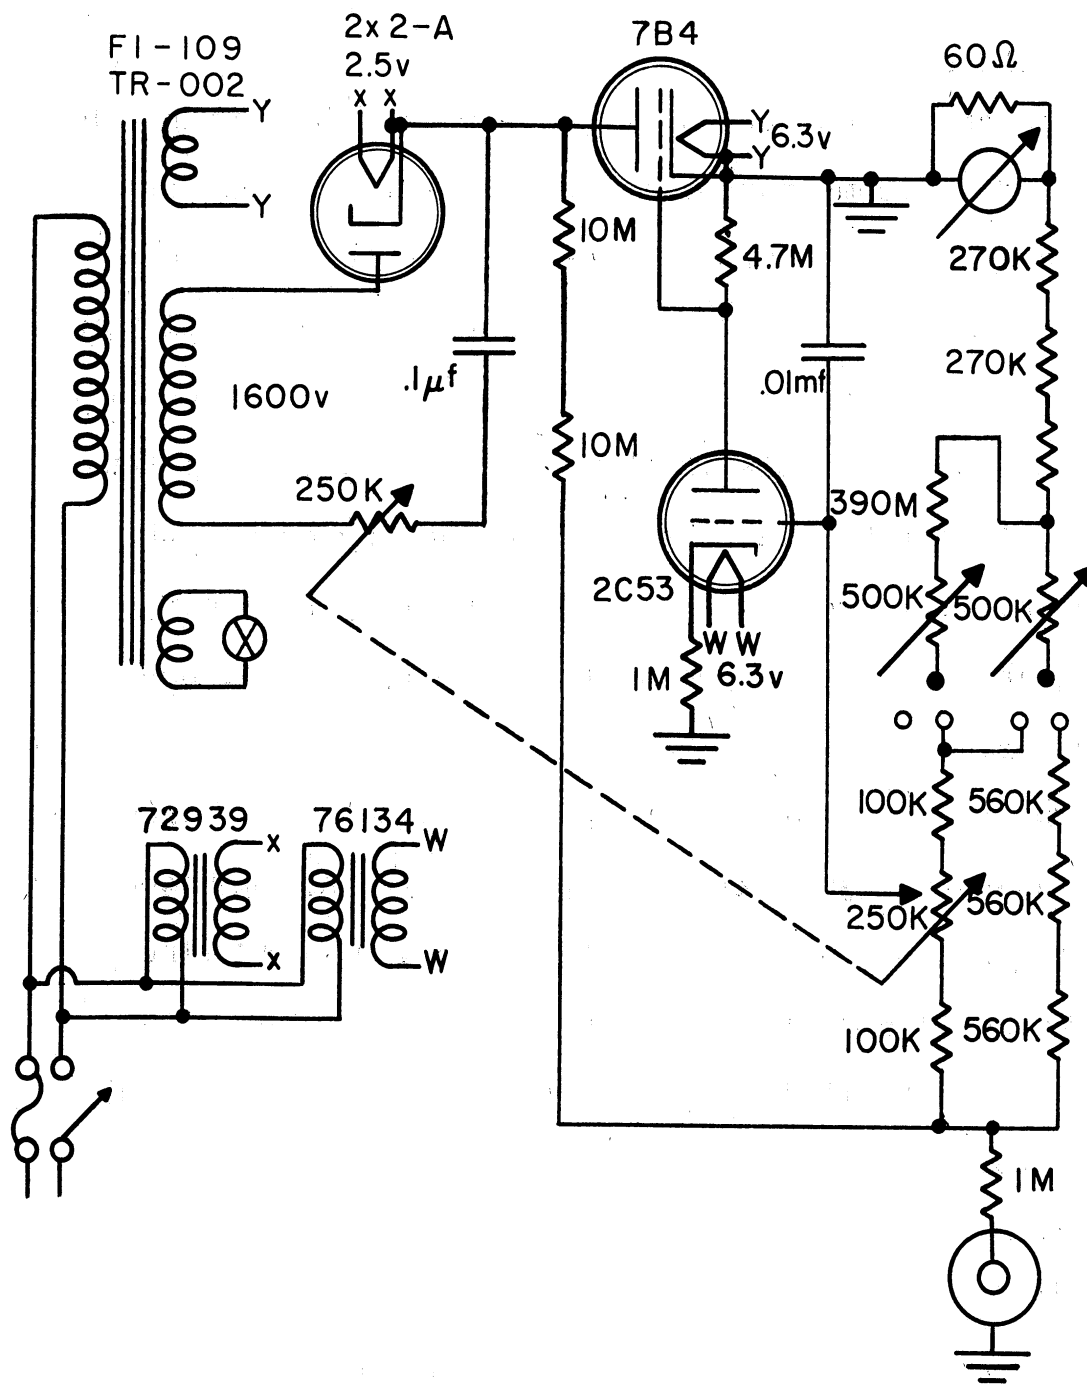 F1-109
TR-002
2x 2-A
2.5v
x x
7B4
60Ω
Y
Y
Y
6.3v
Y
10M
4.7M
270K
1600v
.1μf
.01mf
270K
10M
250K
390M
2C53
500K
500K
W W
1M
6.3v
72939
76134
100K
560K
x
W
250K
560K
x
W
100K
560K
1M